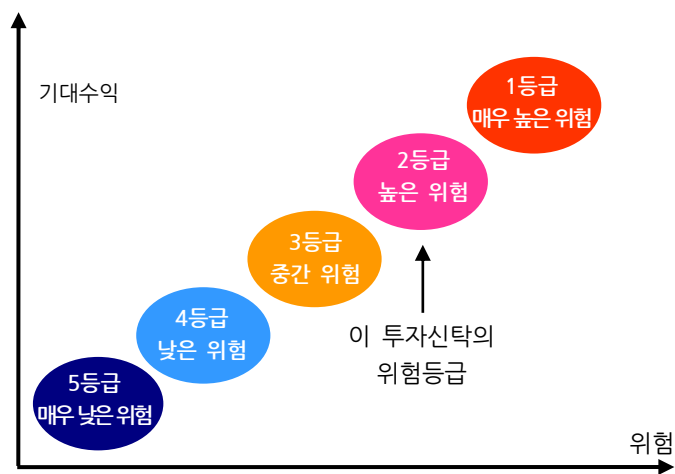 기대수익
1등급
매우 높은 위험
2등급
높은 위험
3등급
중간 위험
4등급
낮은 위험
5등급
매우 낮은 위험
이 투자신탁의
위험등급
위험